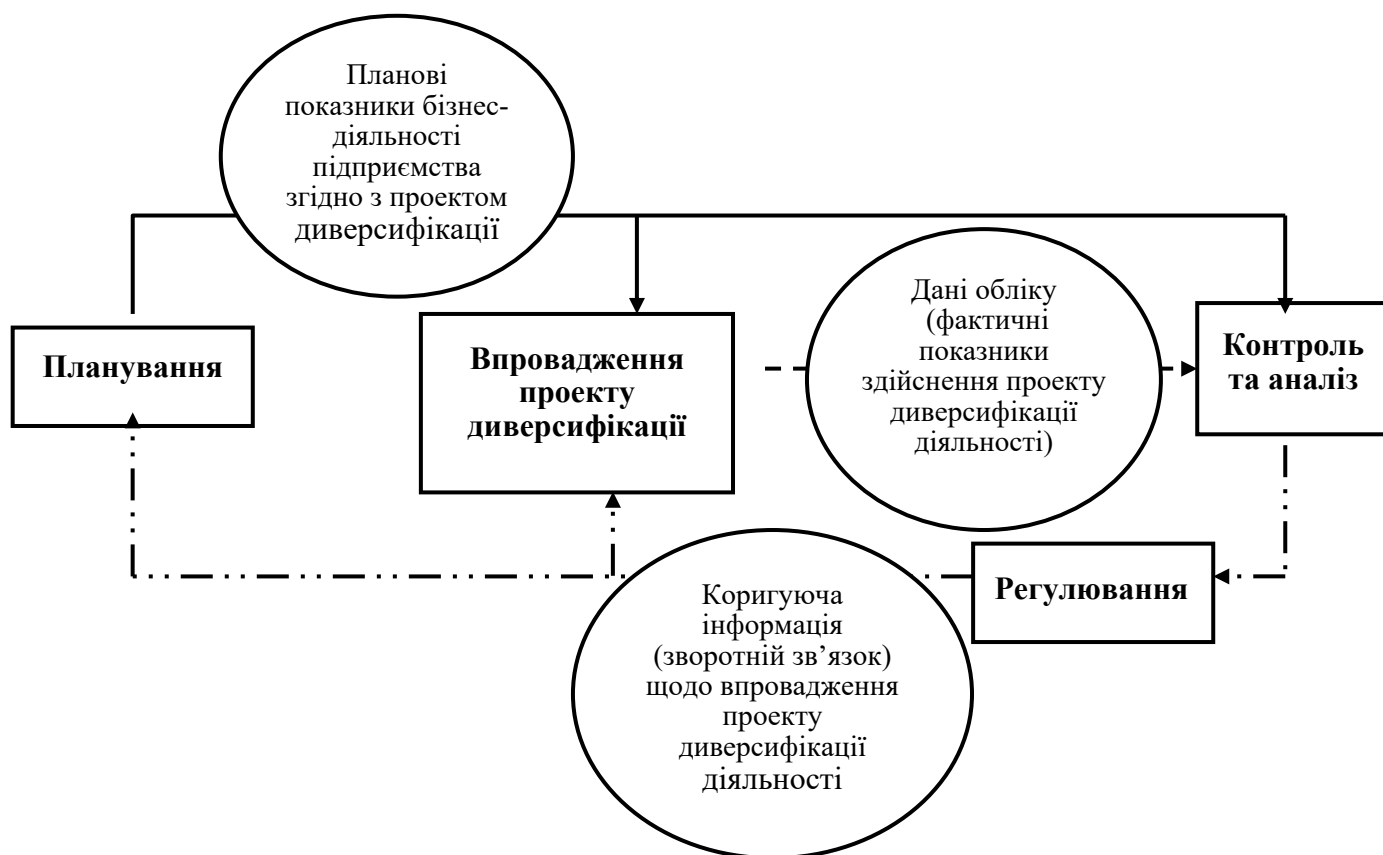 Планові
показники бізнес-
діяльності
підприємства
згідно з проектом
диверсифікації
Планування
Впровадження
проекту
диверсифікації
Дані обліку
(фактичні
показники
здійснення проекту
диверсифікації
діяльності)
Контроль
та аналіз
Регулювання
Коригуюча
інформація
(зворотній зв’язок)
щодо впровадження
проекту
диверсифікації
діяльності